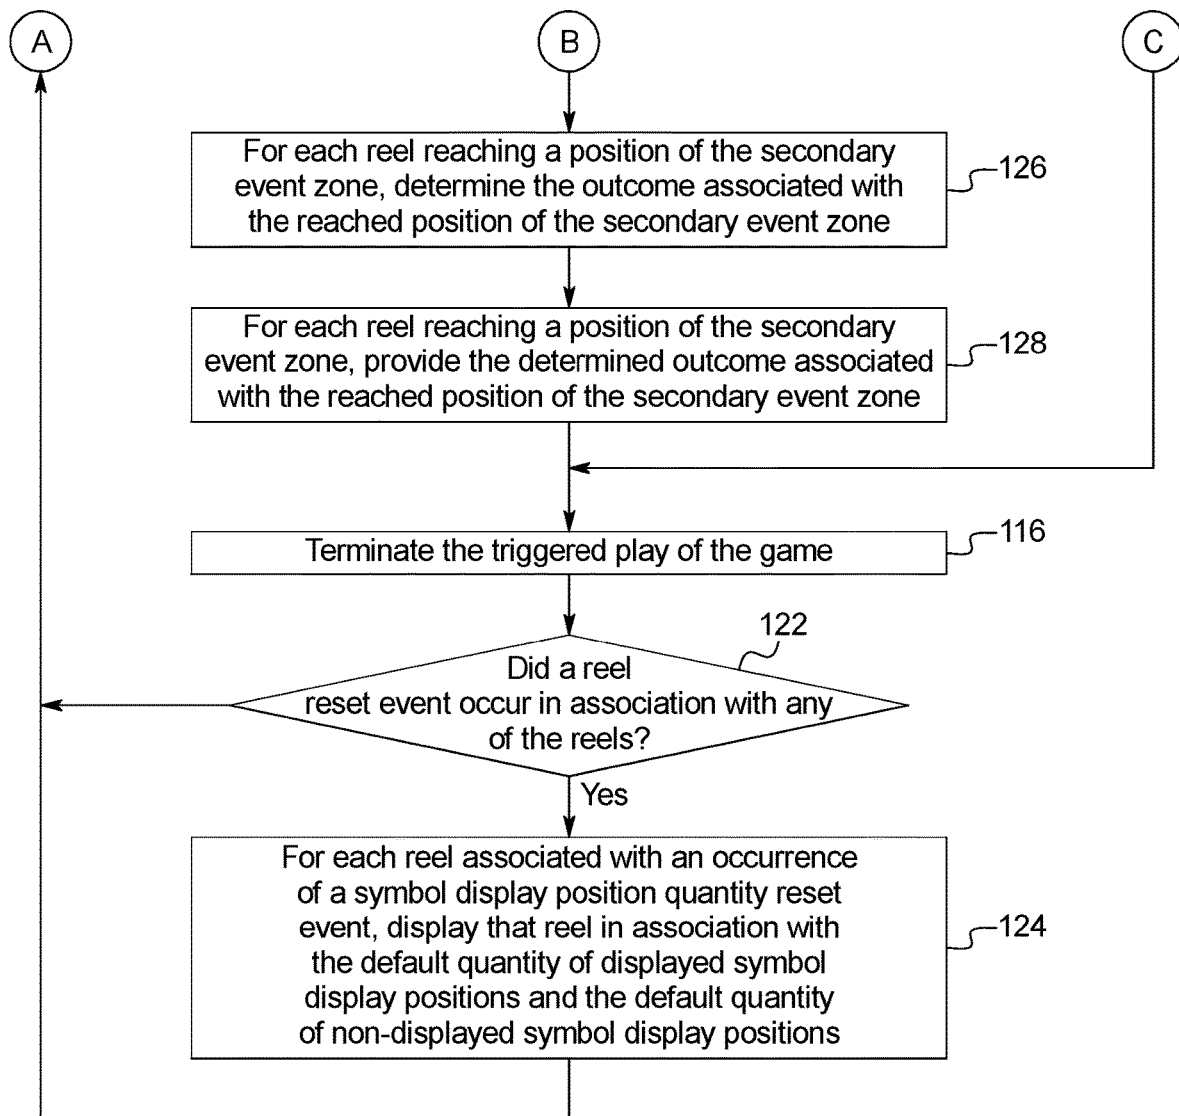 A
B
C
For each reel reaching a position of the secondary
event zone, determine the outcome associated with
the reached position of the secondary event zone
126
For each reel reaching a position of the secondary
event zone, provide the determined outcome associated
with the reached position of the secondary event zone
128
Terminate the triggered play of the game
116
122
Did a reel
reset event occur in association with any
of the reels?
Yes
For each reel associated with an occurrence
of a symbol display position quantity reset
event, display that reel in association with
the default quantity of displayed symbol
display positions and the default quantity
of non-displayed symbol display positions
124